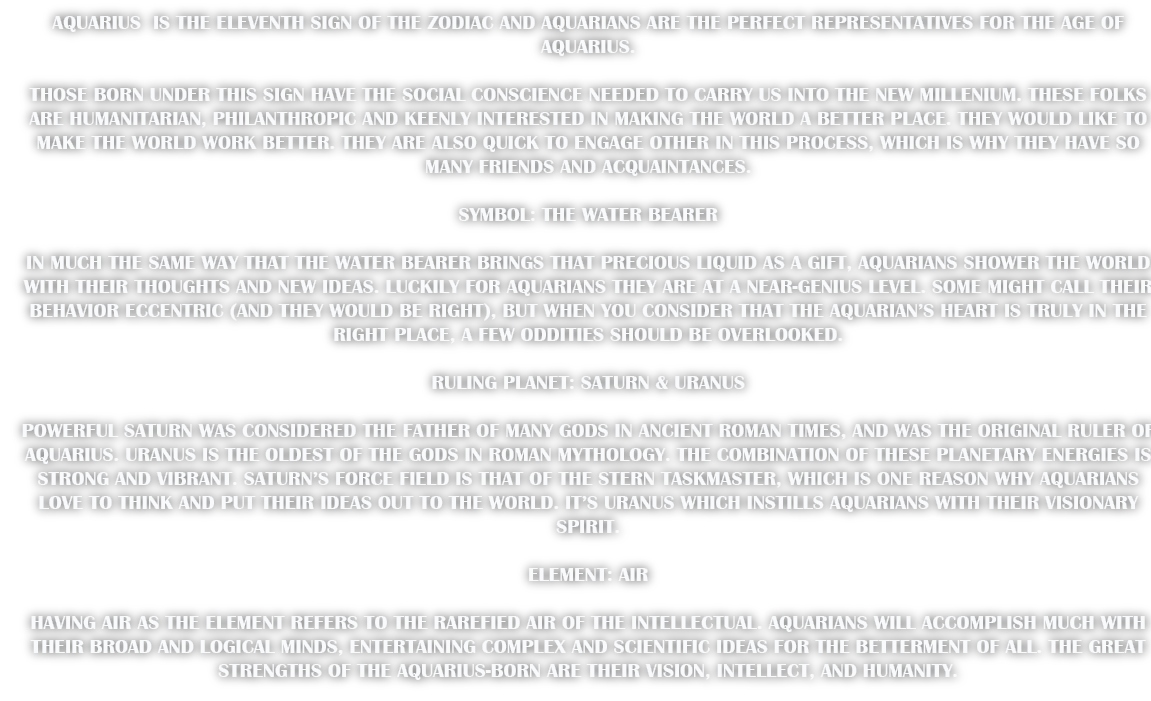 AQUARIUS  IS THE ELEVENTH SIGN OF THE ZODIAC AND AQUARIANS ARE THE PERFECT REPRESENTATIVES FOR THE AGE OF
AQUARIUS.
THOSE BORN UNDER THIS SIGN HAVE THE SOCIAL CONSCIENCE NEEDED TO CARRY US INTO THE NEW MILLENIUM. THESE FOLKS
ARE HUMANITARIAN, PHILANTHROPIC AND KEENLY INTERESTED IN MAKING THE WORLD A BETTER PLACE. THEY WOULD LIKE TO
MAKE THE WORLD WORK BETTER. THEY ARE ALSO QUICK TO ENGAGE OTHER IN THIS PROCESS, WHICH IS WHY THEY HAVE SO
MANY FRIENDS AND ACQUAINTANCES.
SYMBOL: THE WATER BEARER
IN MUCH THE SAME WAY THAT THE WATER BEARER BRINGS THAT PRECIOUS LIQUID AS A GIFT, AQUARIANS SHOWER THE WORLD
WITH THEIR THOUGHTS AND NEW IDEAS. LUCKILY FOR AQUARIANS THEY ARE AT A NEAR-GENIUS LEVEL. SOME MIGHT CALL THEIR
BEHAVIOR ECCENTRIC (AND THEY WOULD BE RIGHT), BUT WHEN YOU CONSIDER THAT THE AQUARIAN'S HEART IS TRULY IN THE
RIGHT PLACE, A FEW ODDITIES SHOULD BE OVERLOOKED.
RULING PLANET: SATURN & URANUS
POWERFUL SATURN WAS CONSIDERED THE FATHER OF MANY GODS IN ANCIENT ROMAN TIMES, AND WAS THE ORIGINAL RULER OF
AQUARIUS. URANUS IS THE OLDEST OF THE GODS IN ROMAN MYTHOLOGY. THE COMBINATION OF THESE PLANETARY ENERGIES IS
STRONG AND VIBRANT. SATURN'S FORCE FIELD IS THAT OF THE STERN TASKMASTER, WHICH IS ONE REASON WHY AQUARIANS
LOVE TO THINK AND PUT THEIR IDEAS OUT TO THE WORLD. IT'S URANUS WHICH INSTILLS AQUARIANS WITH THEIR VISIONARY
SPIRIT.
ELEMENT: AIR
HAVING AIR AS THE ELEMENT REFERS TO THE RAREFIED AIR OF THE INTELLECTUAL. AQUARIANS WILL ACCOMPLISH MUCH WITH
THEIR BROAD AND LOGICAL MINDS, ENTERTAINING COMPLEX AND SCIENTIFIC IDEAS FOR THE BETTERMENT OF ALL. THE GREAT
STRENGTHS OF THE AQUARIUS-BORN ARE THEIR VISION, INTELLECT, AND HUMANITY.